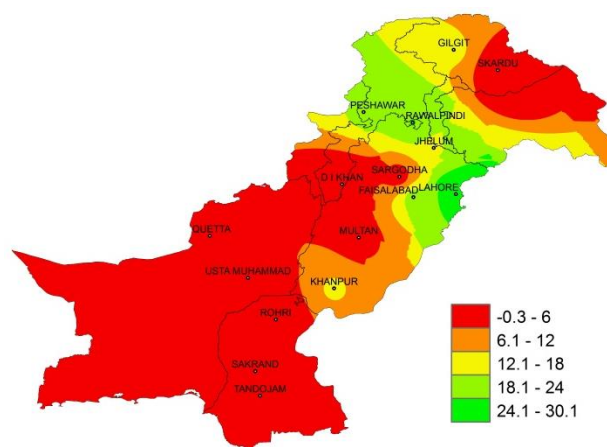 GILGIT
SKARDU
PESHAWAR
RAWALPINDI
JHELUM
SARGODHA
D I KHAN
FAISALABAD
LAHORE
MULTAN
QUETTA
USTA MUHAMMAD
KHANPUR
ROHRI
SAKRAND
TANDOJAM
-0.3 - 6
6.1 - 12
12.1 - 18
18.1 - 24
24.1 - 30.1